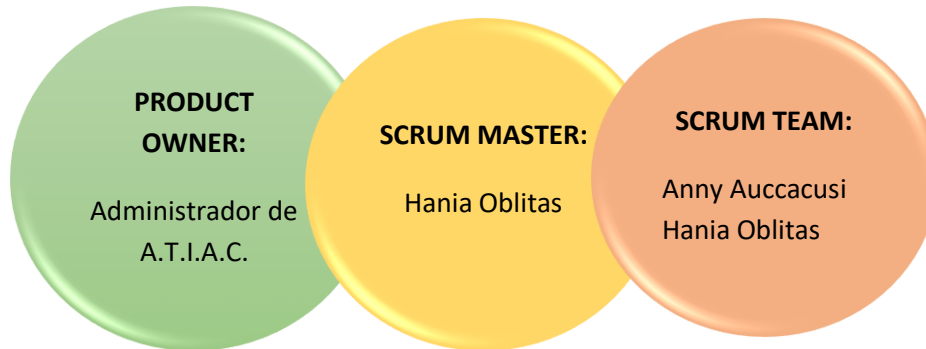 PRODUCT
OWNER:
Administrador de
A.T.I.A.C.
SCRUM MASTER:
Hania Oblitas
SCRUM TEAM:
Anny Auccacusi
Hania Oblitas